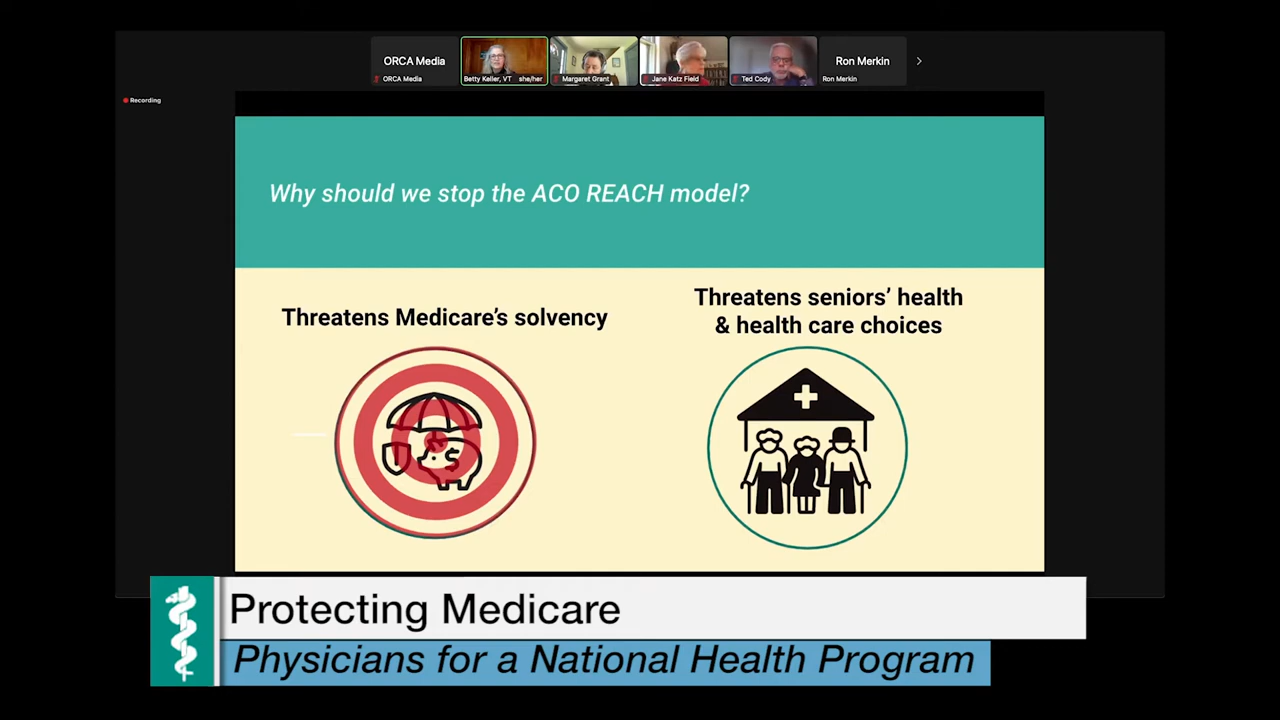 ORCA Media
Ron Merkin
ORCA Media
Betty Keller, VT she/her
Margaret Grant
Jane Katz Field
Ted Cody
Ron Merkin
Recording
Why should we stop the ACO REACH model?
Threatens Medicare's solvency
Threatens seniors' health
& health care choices
Protecting Medicare
Physicians for a National Health Program